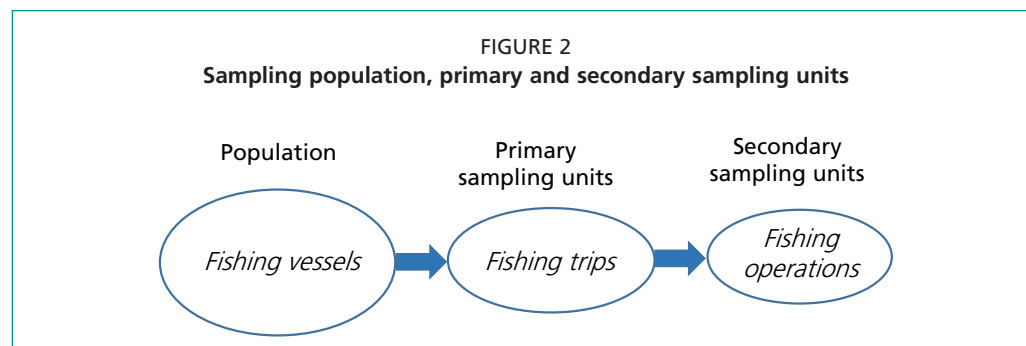 FIGURE 2
Sampling population, primary and secondary sampling units
Population
Primary
sampling units
Secondary
sampling units
Fishing vessels
Fishing trips
Fishing
operations